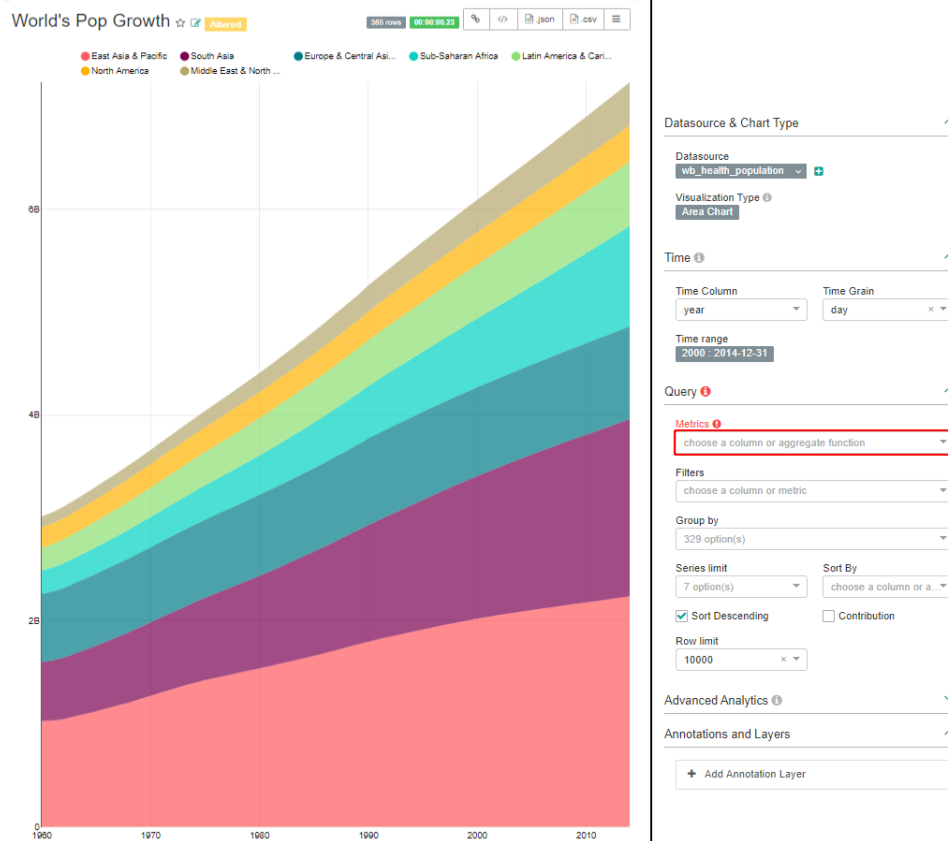 World's Pop Growth Altered 385 rows 00:00:00.23 .json .csv
East Asia & Pacific South Asia Europe & Central Asi... Sub-Saharan Africa Latin America & Cari...
North America Middle East & North ...
6B
4B
2B
0
1960 1970 1980 1990 2000 2010
Datasource & Chart Type
Datasource
wb_health_population
Visualization Type
Area Chart
Time
Time Column Time Grain
year day
Time range
2000 : 2014-12-31
Query
Metrics
choose a column or aggregate function
Filters
choose a column or metric
Group by
329 option(s)
Series limit Sort By
7 option(s) choose a column or a...
Sort Descending Contribution
Row limit
10000
Advanced Analytics
Annotations and Layers
+ Add Annotation Layer